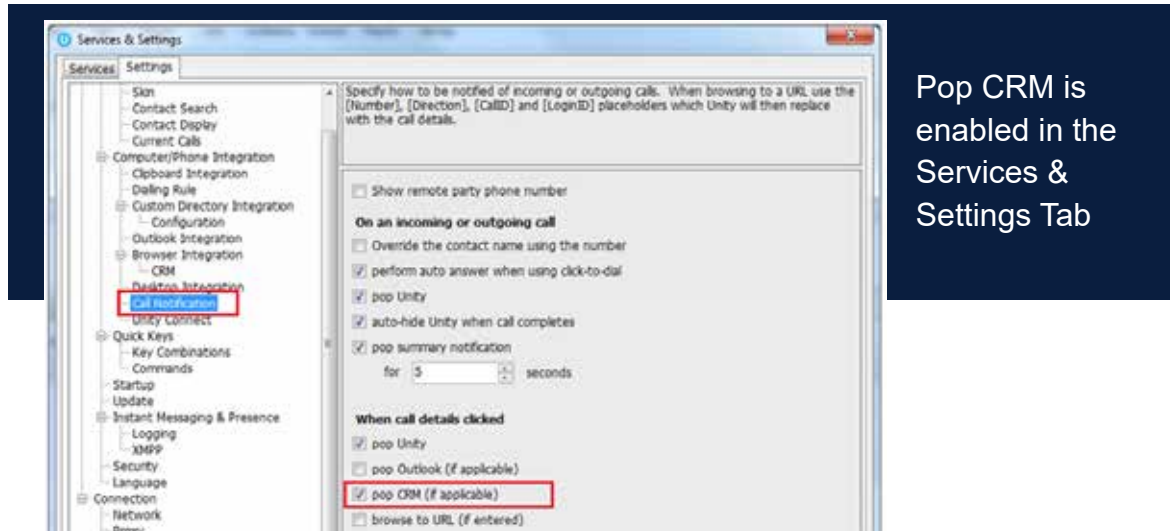 Services & Settings
Services
Settings
Skin
Contact Search
Contact Display
Current Calls
Computer/Phone Integration
Clipboard Integration
Dialing Rule
Custom Directory Integration
Configuration
Outlook Integration
Browser Integration
CRM
Desktop Integration
Call Notification
Unity Connect
Quick Keys
Key Combinations
Commands
Startup
Update
Instant Messaging & Presence
Logging
XMPP
Security
Language
Connection
Network
Proxy
Specify how to be notified of incoming or outgoing calls. When browsing to a URL use the
[Number], [Direction], [CallID] and [LoginID] placeholders which Unity will then replace
with the call details.
Show remote party phone number
On an incoming or outgoing call
Override the contact name using the number
perform auto answer when using click-to-dial
pop Unity
auto-hide Unity when call completes
pop summary notification
for 5 seconds
When call details clicked
pop Unity
pop Outlook (if applicable)
pop CRM (if applicable)
browse to URL (if entered)
Pop CRM is
enabled in the
Services &
Settings Tab